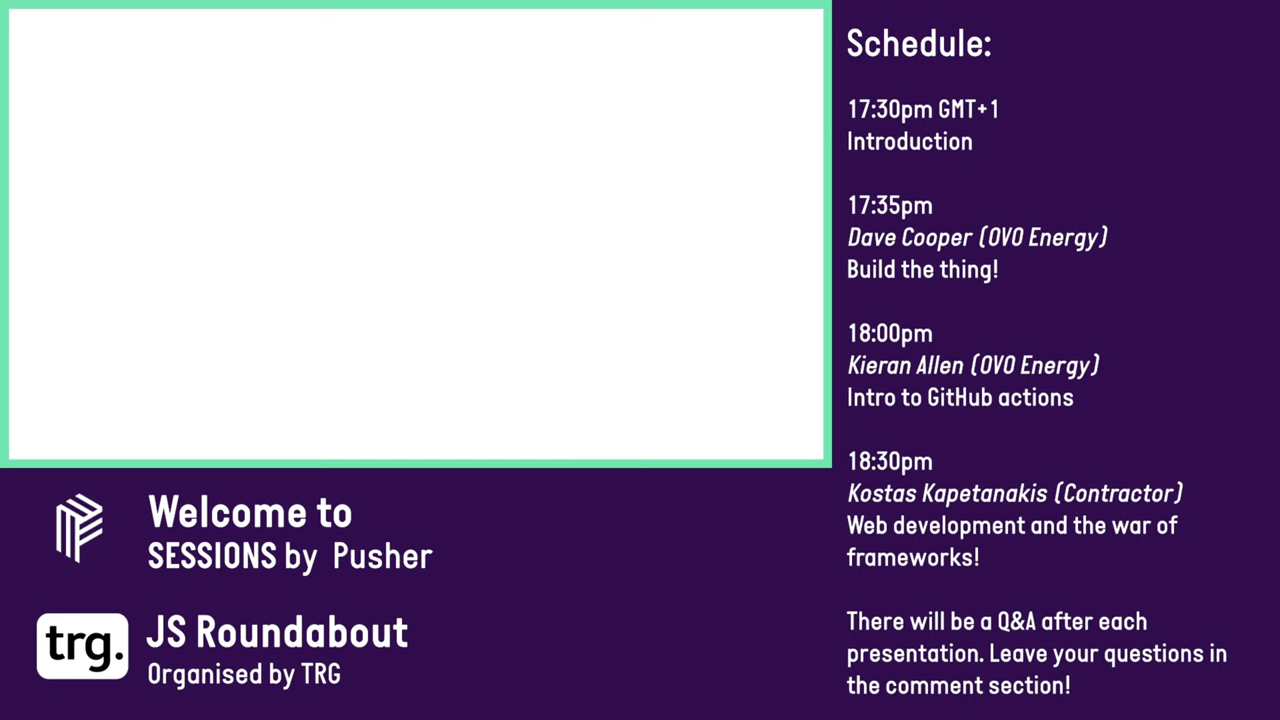 Schedule:
17:30pm GMT+1
Introduction
17:35pm
Dave Cooper (OVO Energy)
Build the thing!
18:00pm
Kieran Allen (OVO Energy)
Intro to GitHub actions
18:30pm
Kostas Kapetanakis (Contractor)
Web development and the war of
frameworks!
There will be a Q&A after each
presentation. Leave your questions in
the comment section!
Welcome to
SESSIONS by Pusher
trg.
JS Roundabout
Organised by TRG